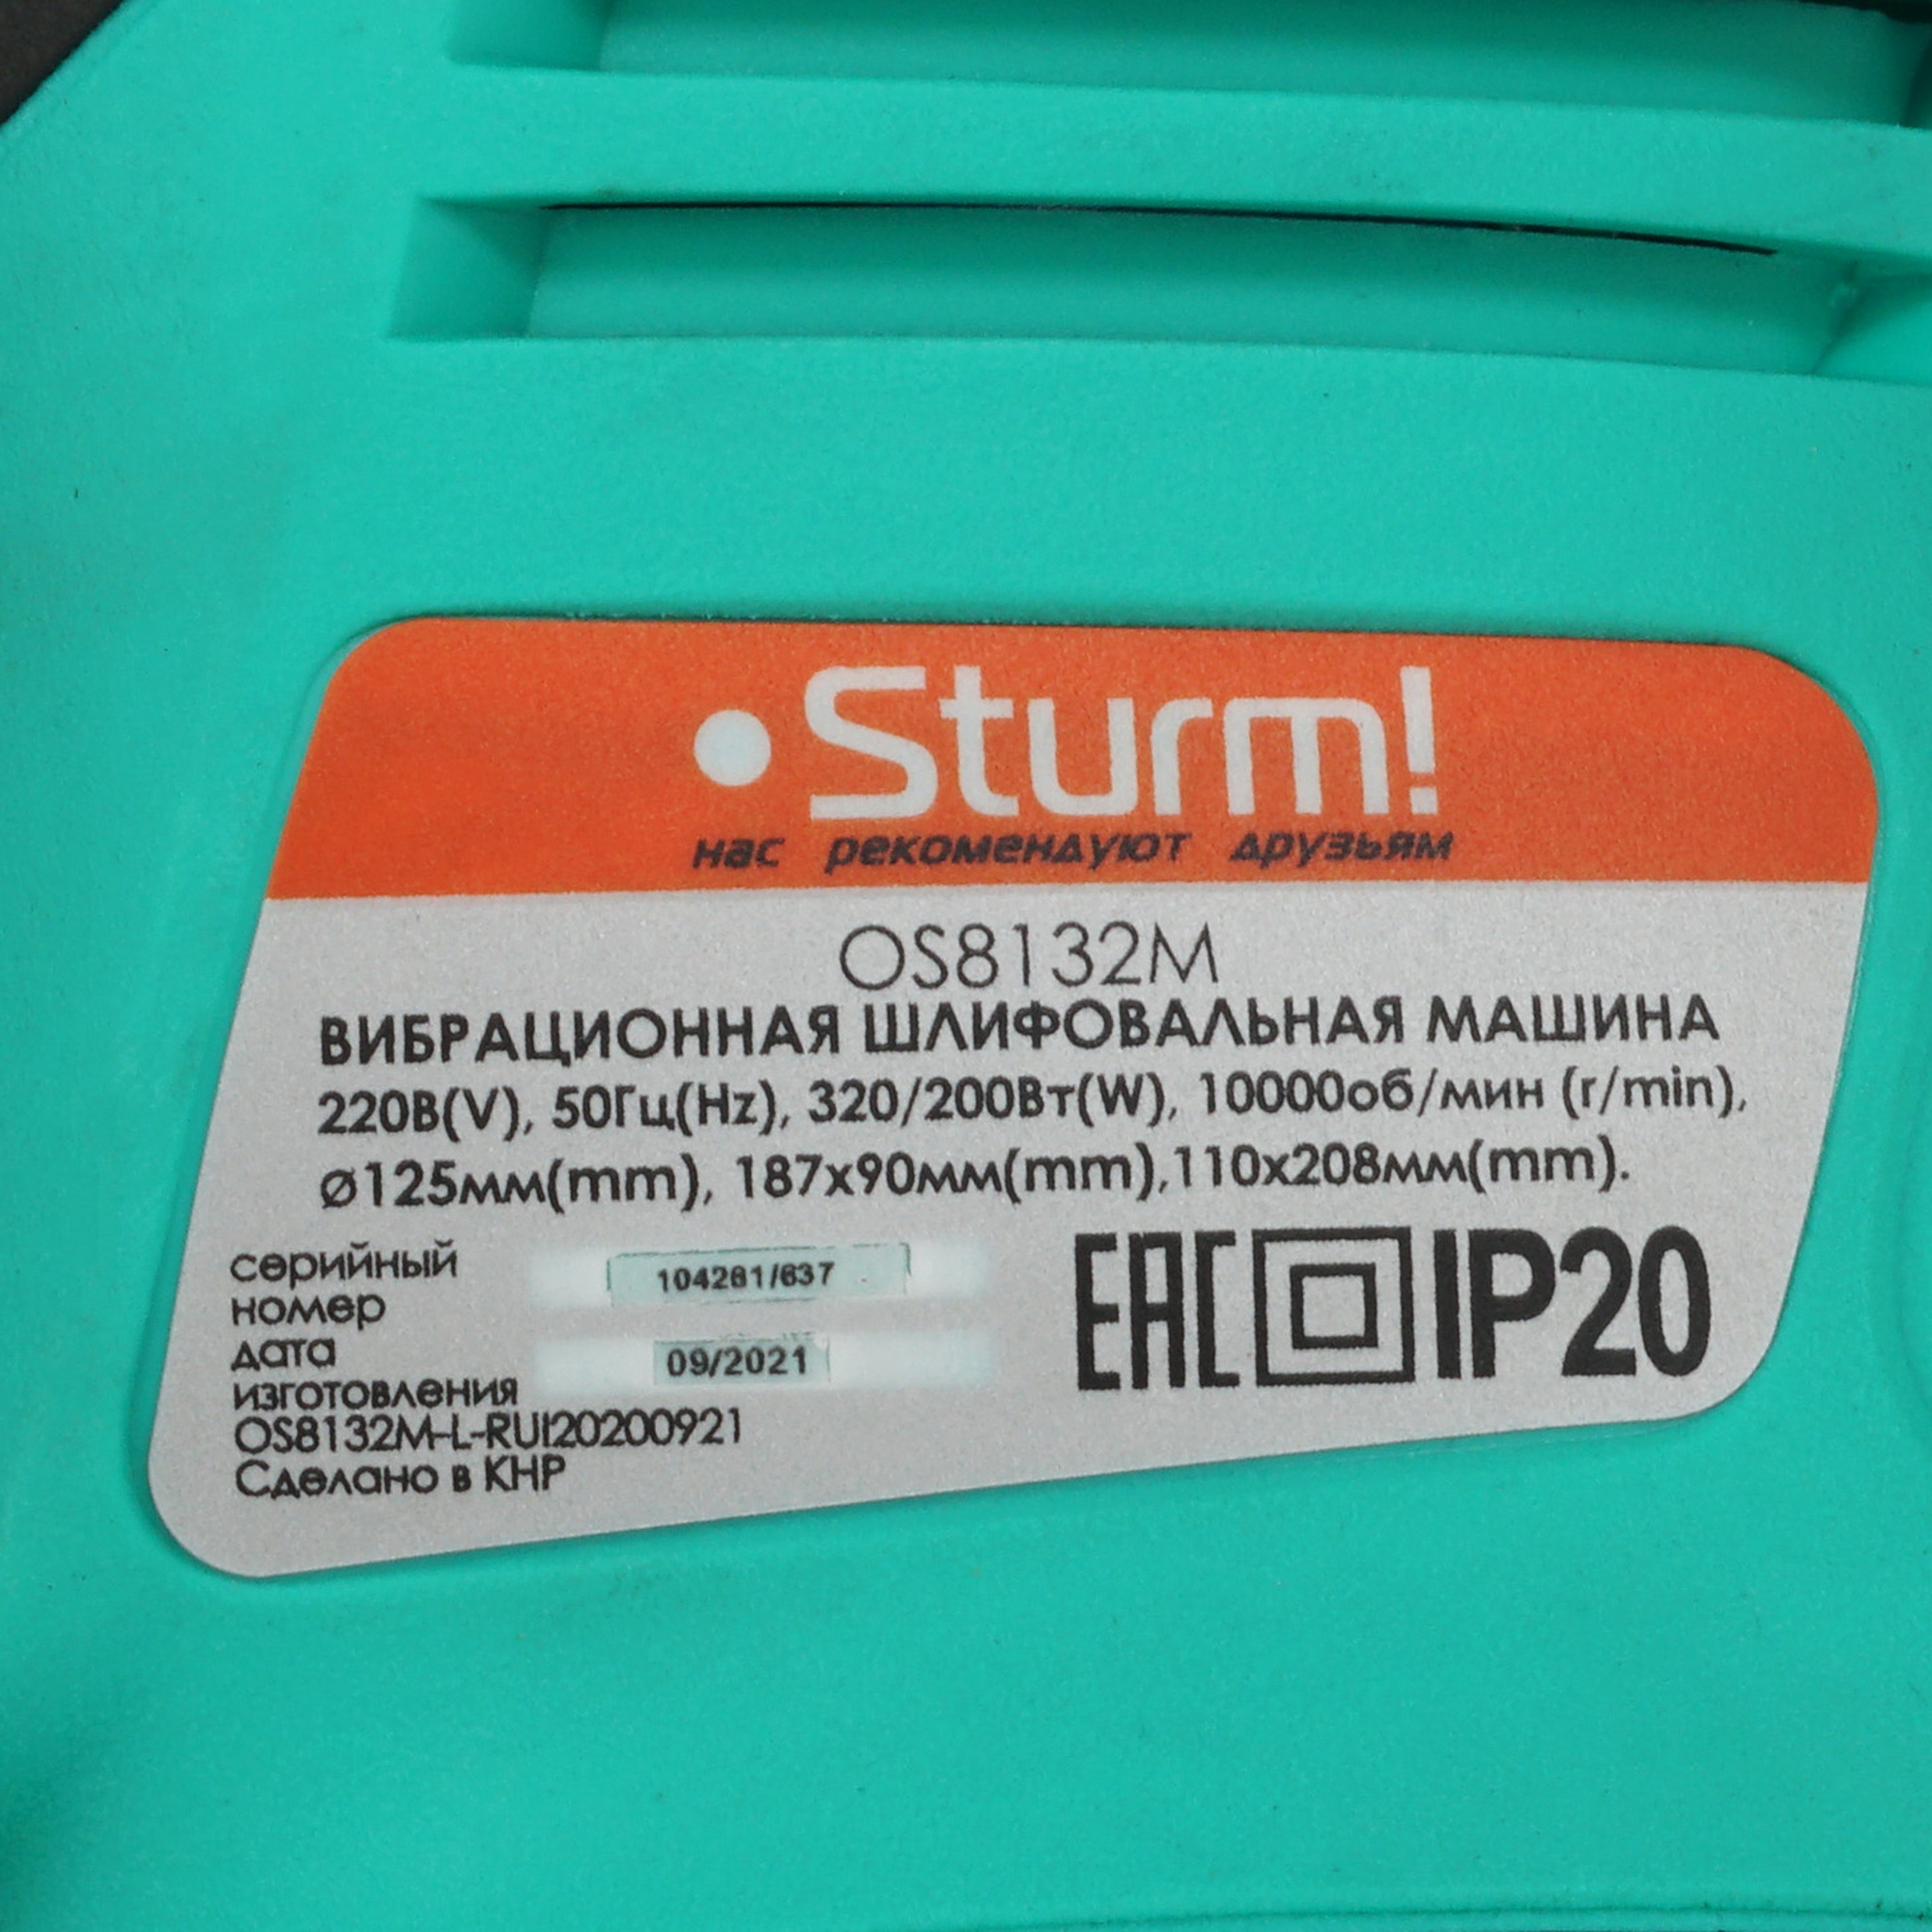 Sturm!
нас рекомендуют друзьям
OS8132M
ВИБРАЦИОННАЯ ШЛИФОВАЛЬНАЯ МАШИНА
220В(V), 50Гц(Hz), 320/200Вт(W), 10000об/мин (r/min),
ø125мм(mm), 187x90мм(mm),110x208мм(mm).
серийный
номер
104281/637
дата
изготовления
09/2021
OS8132M-L-RUI20200921
Сделано в КНР
EAC IP20